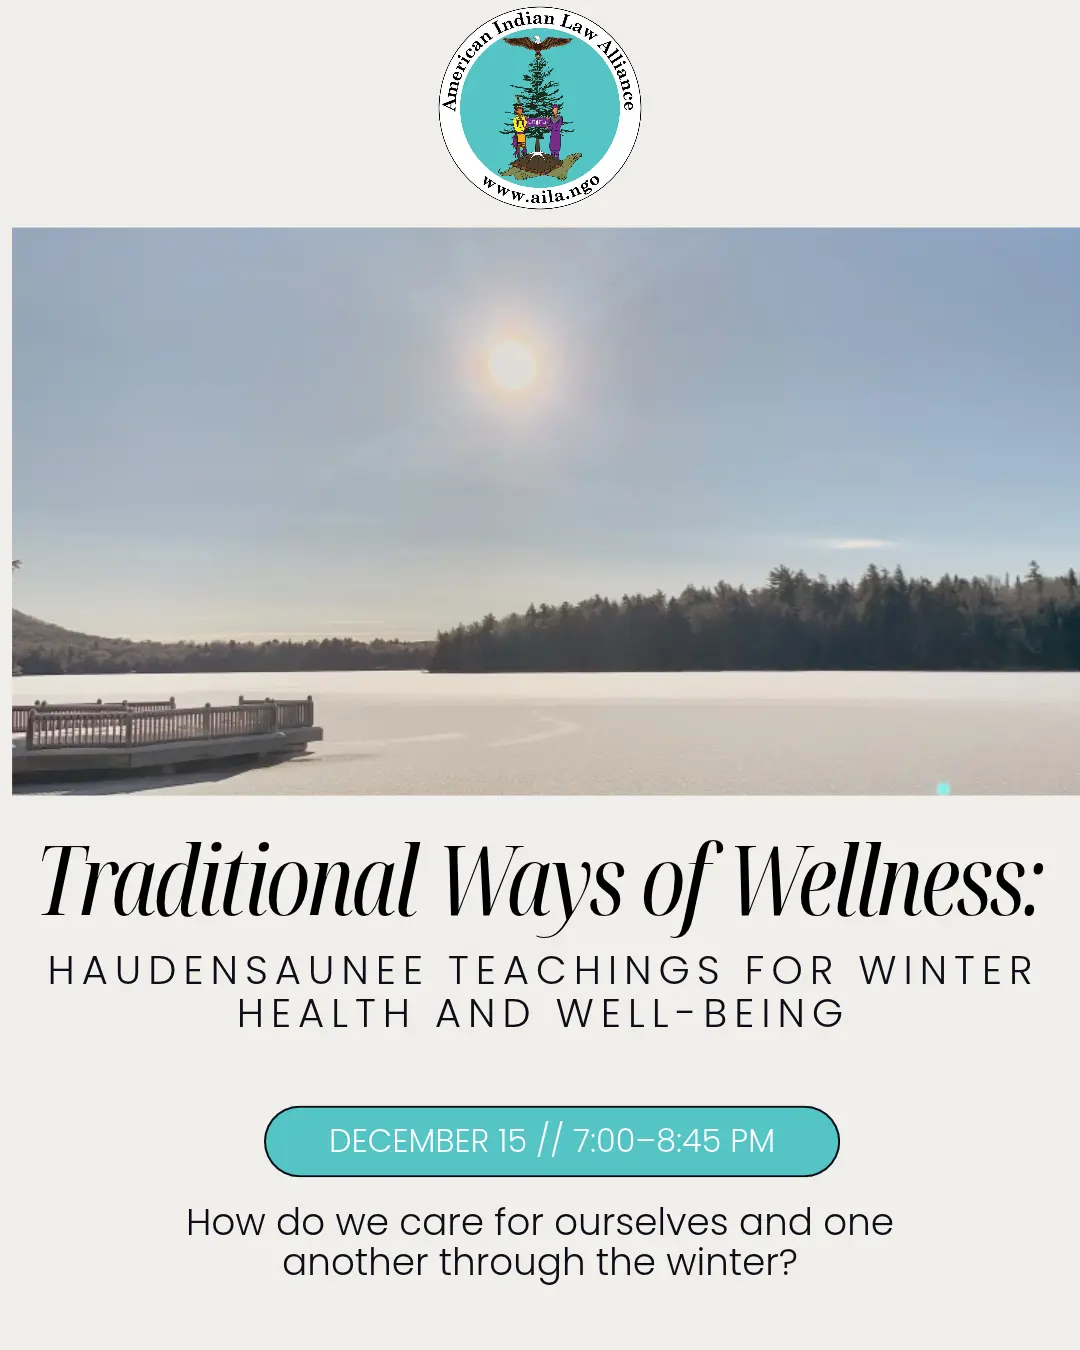 American Indian Law Alliance
www.aila.ngo
Traditional Ways of Wellness:
HAUDENSAUNEE TEACHINGS FOR WINTER
HEALTH AND WELL-BEING
DECEMBER 15 // 7:00–8:45 PM
How do we care for ourselves and one
another through the winter?